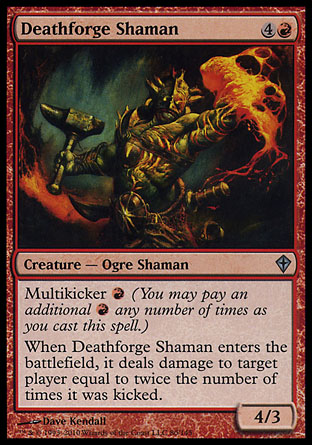 Deathforge Shaman 4
Creature — Ogre Shaman
Multikicker (You may pay an
additional any number of times as
you cast this spell.)
When Deathforge Shaman enters the
battlefield, it deals damage to target
player equal to twice the number of
times it was kicked.
Dave Kendall
4/3